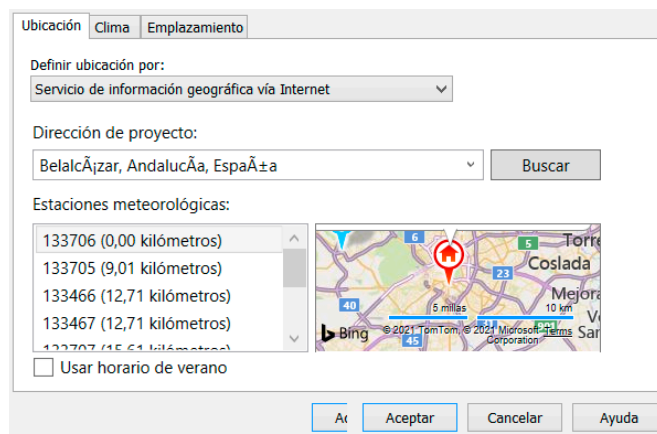 Ubicación Clima Emplazamiento
Definir ubicación por:
Servicio de información geográfica vía Internet
Dirección de proyecto:
BelalcÃ¡zar, AndalucÃ­a, EspaÃ±a Buscar
Estaciones meteorológicas:
133706 (0,00 kilómetros)
133705 (9,01 kilómetros)
133466 (12,71 kilómetros)
133467 (12,71 kilómetros)
6 5 Torre
Coslada
23
Mejora
40 5 millas 10 km
Bing © 2021 TomTom, © 2021 Microsoft Corporation Terms San
45
Usar horario de verano
Aceptar Cancelar Ayuda